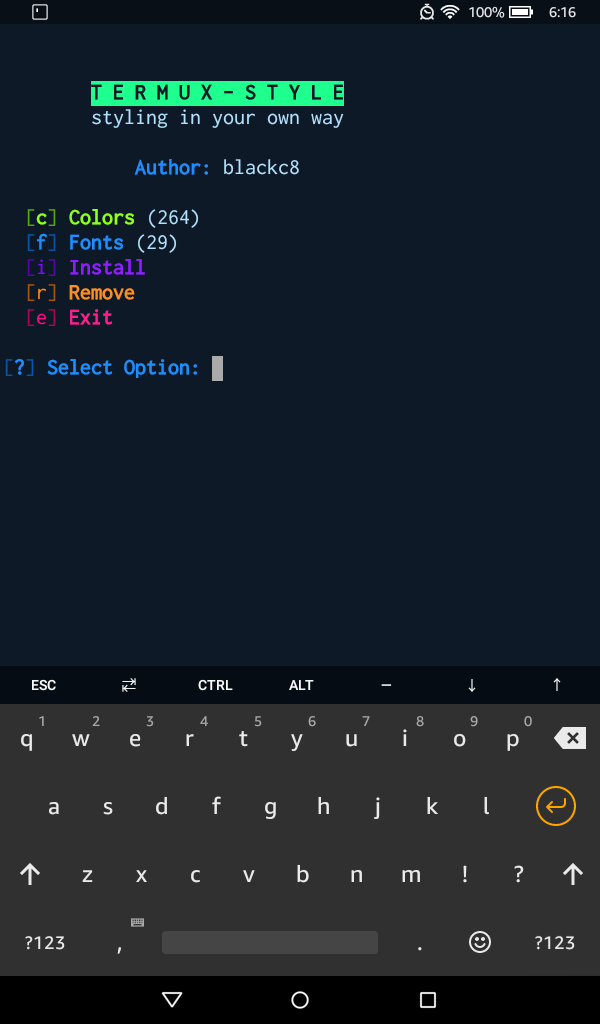 100% 6:16
T E R M U X - S T Y L E
styling in your own way
Author: blackc8
[c] Colors (264)
[f] Fonts (29)
[i] Install
[r] Remove
[e] Exit
[?] Select Option:
ESC ⇄ CTRL ALT — ↓ ↑
1 2 3 4 5 6 7 8 9 0
q w e r t y u i o p
a s d f g h j k l
z x c v b n m ! ?
?123 , . ?123